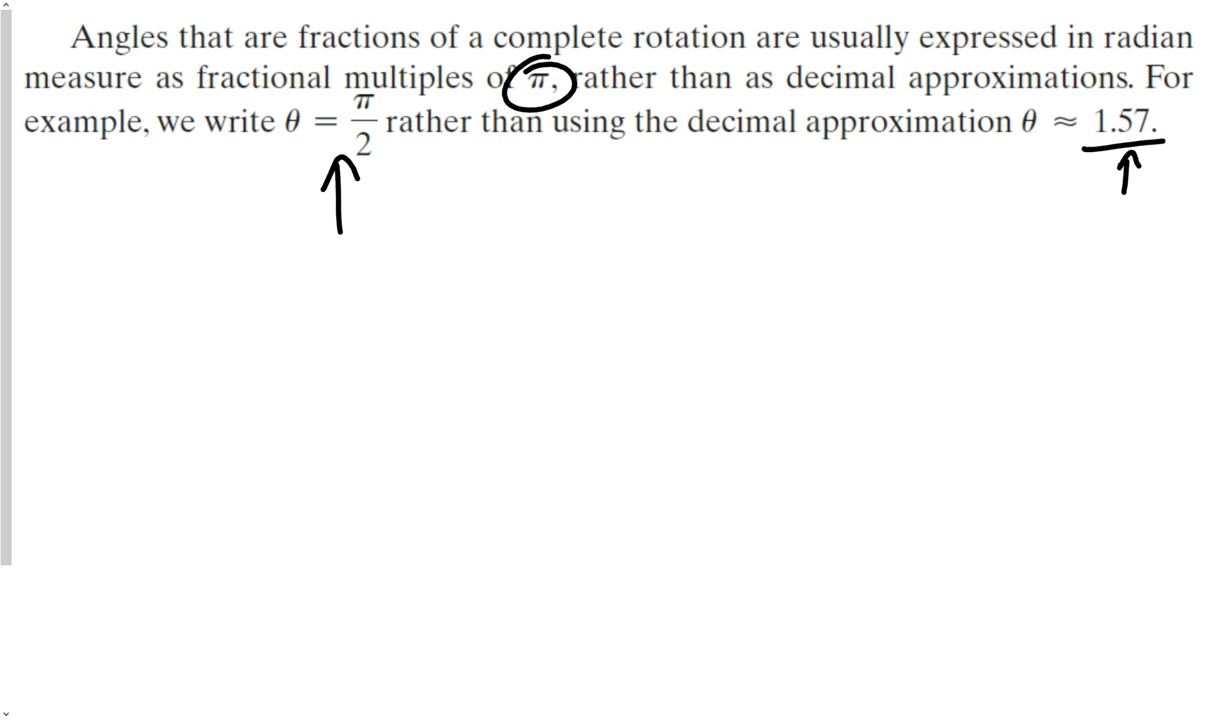 Angles that are fractions of a complete rotation are usually expressed in radian
measure as fractional multiples of π, rather than as decimal approximations. For
example, we write θ = π/2 rather than using the decimal approximation θ ≈ 1.57.